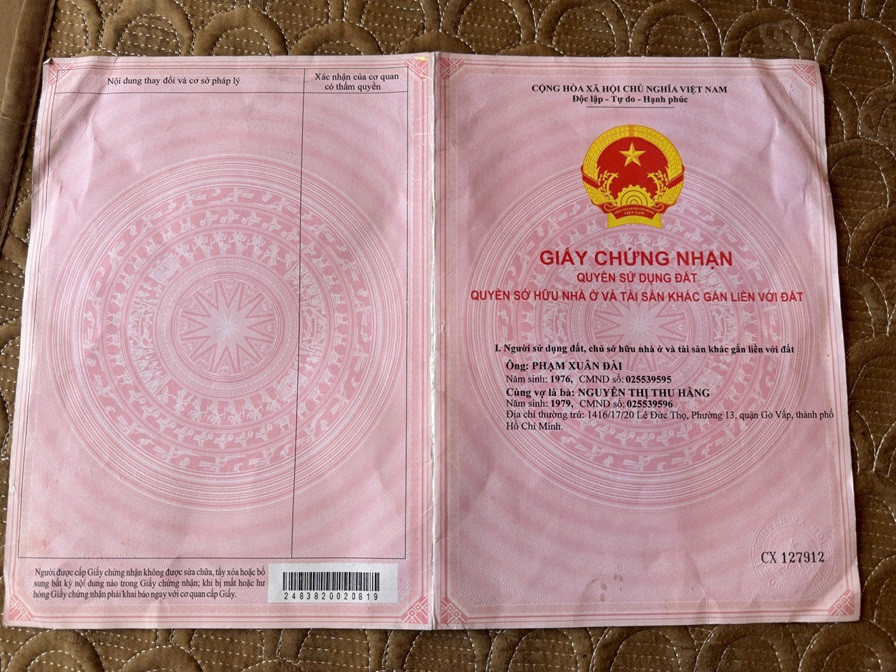 Nội dung thay đổi và cơ sở pháp lý
Xác nhận của cơ quan
có thẩm quyền
Người được cấp Giấy chứng nhận không được sửa chữa, tẩy xóa hoặc bổ
sung bất kỳ nội dung nào trong Giấy chứng nhận; khi bị mất hoặc hư
hỏng Giấy chứng nhận phải khai báo ngay với cơ quan cấp Giấy.
2483820020819
CỘNG HÒA XÃ HỘI CHỦ NGHĨA VIỆT NAM
Độc lập - Tự do - Hạnh phúc
VIỆT NAM
GIẤY CHỨNG NHẬN
QUYỀN SỬ DỤNG ĐẤT
QUYỀN SỞ HỮU NHÀ Ở VÀ TÀI SẢN KHÁC GẮN LIỀN VỚI ĐẤT
I. Người sử dụng đất, chủ sở hữu nhà ở và tài sản khác gắn liền với đất
Ông: PHẠM XUÂN ĐÀI
Năm sinh: 1976, CMND số: 025539595
Cùng vợ là bà: NGUYỄN THỊ THU HẰNG
Năm sinh: 1979, CMND số: 025539596
Địa chỉ thường trú: 1416/17/20 Lê Đức Thọ, Phường 13, quận Gò Vấp, thành phố
Hồ Chí Minh.
CX 127912